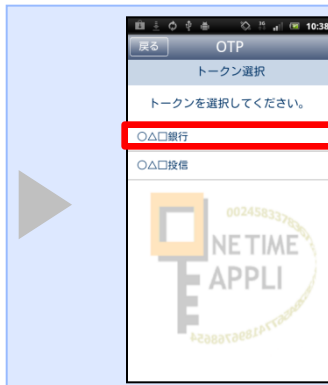 10:38
戻る OTP
トークン選択
トークンを選択してください。
○△□銀行
○△□投信
NE TIME
APPLI